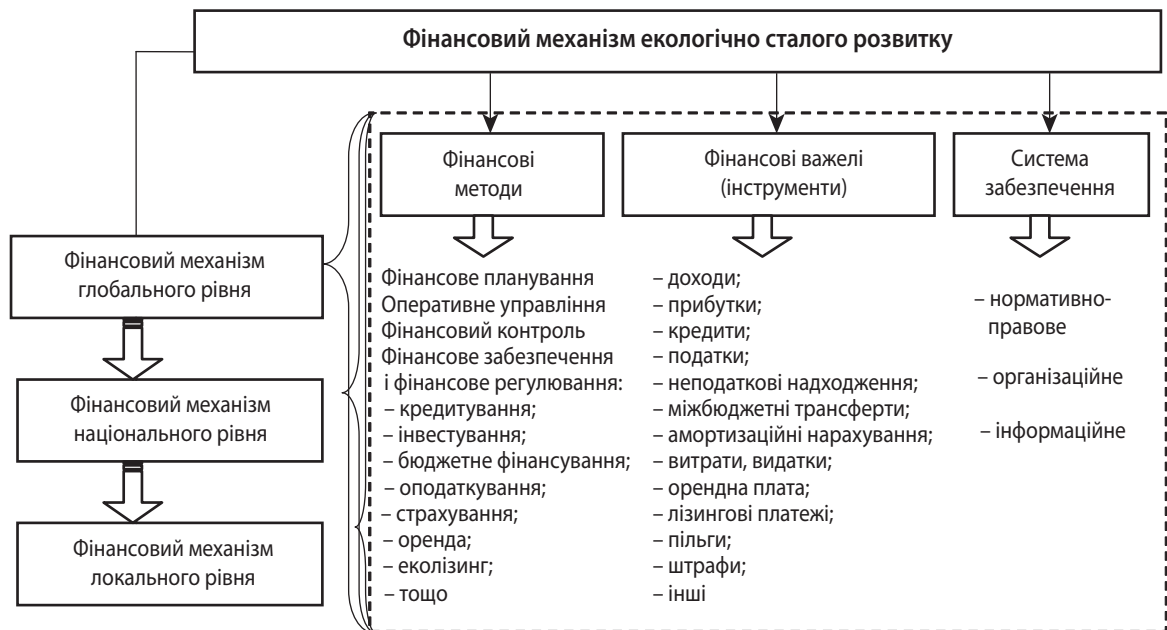 Фінансовий механізм екологічно сталого розвитку
Фінансові
методи
Фінансові важелі
(інструменти)
Система
забезпечення
Фінансовий механізм
глобального рівня
Фінансовий механізм
національного рівня
Фінансовий механізм
локального рівня
Фінансове планування
Оперативне управління
Фінансовий контроль
Фінансове забезпечення
і фінансове регулювання:
– кредитування;
– інвестування;
– бюджетне фінансування;
– оподаткування;
– страхування;
– оренда;
– еколізинг;
– тощо
– доходи;
– прибутки;
– кредити;
– податки;
– неподаткові надходження;
– міжбюджетні трансферти;
– амортизаційні нарахування;
– витрати, видатки;
– орендна плата;
– лізингові платежі;
– пільги;
– штрафи;
– інші
– нормативно-
правове
– організаційне
– інформаційне